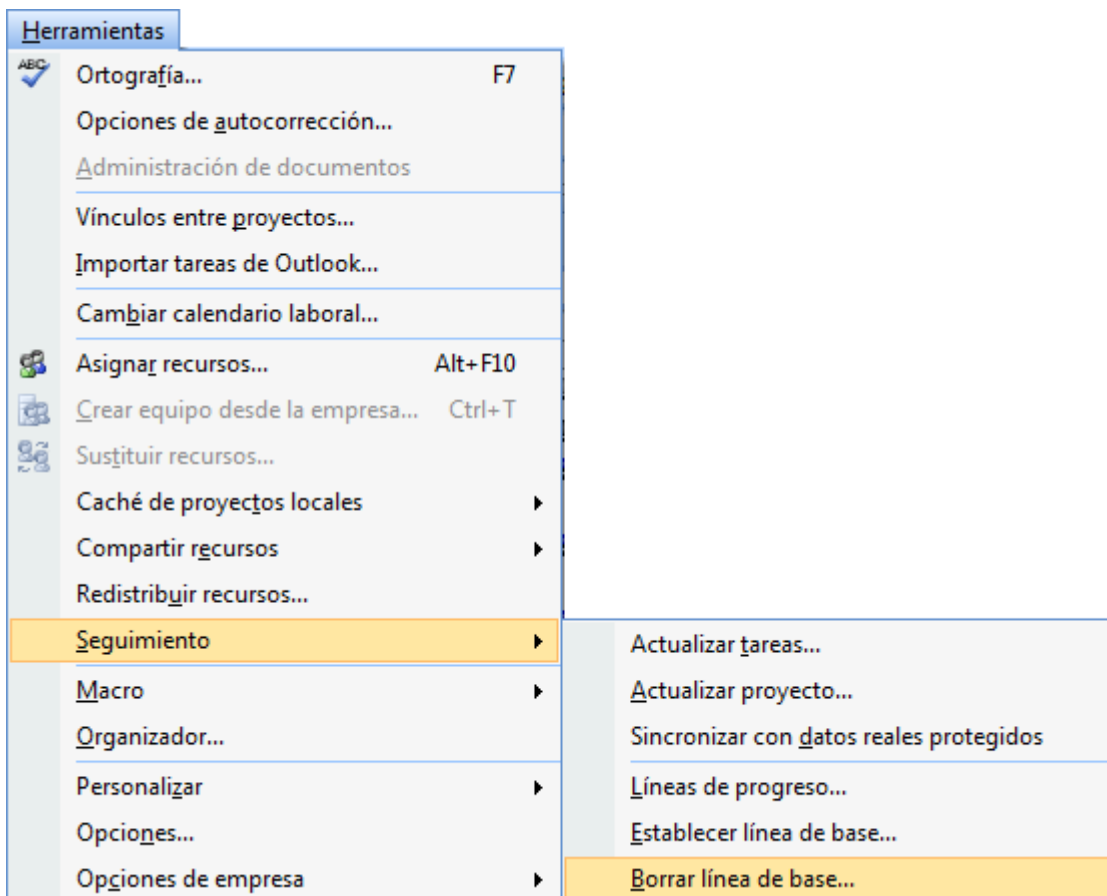 Herramientas
ABC
Ortografía... F7
Opciones de autocorrección...
Administración de documentos
Vínculos entre proyectos...
Importar tareas de Outlook...
Cambiar calendario laboral...
Asignar recursos... Alt+F10
Crear equipo desde la empresa... Ctrl+T
Sustituir recursos...
Caché de proyectos locales
Compartir recursos
Redistribuir recursos...
Seguimiento
Macro
Organizador...
Personalizar
Opciones...
Opciones de empresa
Actualizar tareas...
Actualizar proyecto...
Sincronizar con datos reales protegidos
Líneas de progreso...
Establecer línea de base...
Borrar línea de base...